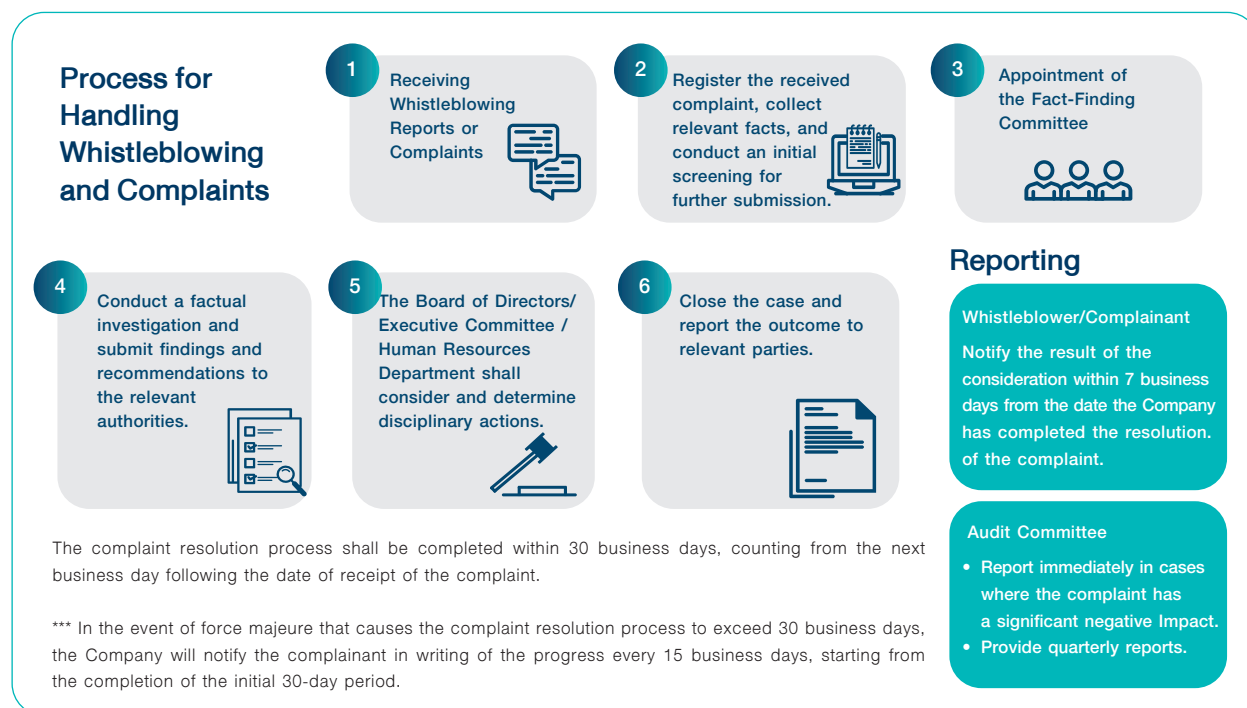 Process for
Handling
Whistleblowing
and Complaints
1
Receiving
Whistleblowing
Reports or
Complaints
2
Register the received
complaint, collect
relevant facts, and
conduct an initial
screening for
further submission.
3
Appointment of
the Fact-Finding
Committee
4
Conduct a factual
investigation and
submit findings and
recommendations to
the relevant
authorities.
5
The Board of Directors/
Executive Committee /
Human Resources
Department shall
consider and determine
disciplinary actions.
6
Close the case and
report the outcome to
relevant parties.
Reporting
Whistleblower/Complainant
Notify the result of the
consideration within 7 business
days from the date the Company
has completed the resolution.
of the complaint.
Audit Committee
• Report immediately in cases
where the complaint has
a significant negative Impact.
• Provide quarterly reports.
The complaint resolution process shall be completed within 30 business days, counting from the next
business day following the date of receipt of the complaint.
*** In the event of force majeure that causes the complaint resolution process to exceed 30 business days,
the Company will notify the complainant in writing of the progress every 15 business days, starting from
the completion of the initial 30-day period.